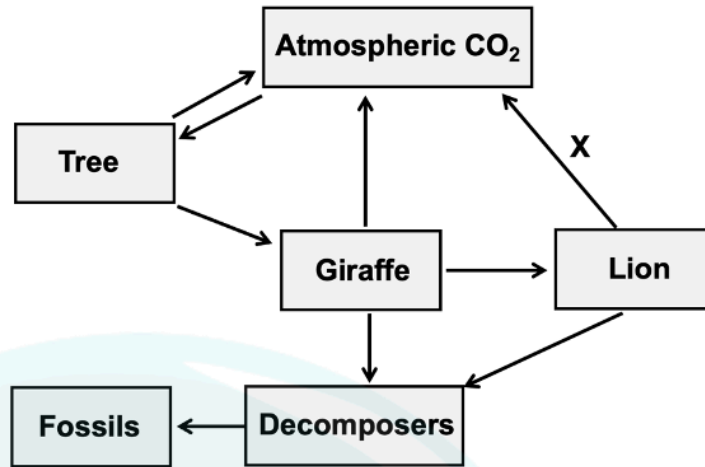 Atmospheric CO₂
X
Tree
Giraffe
Lion
Fossils
Decomposers